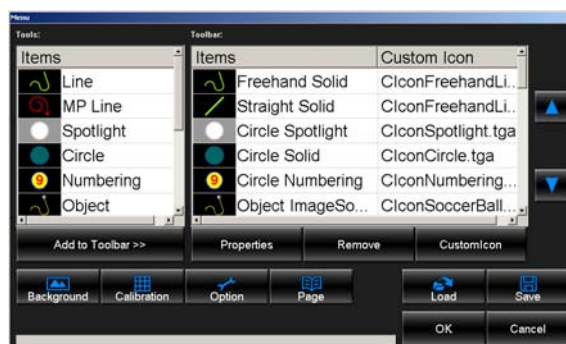 Menu
Tools:
Toolbar:
Items
Items
Custom Icon
Line
Freehand Solid
CIconFreehandLi...
MP Line
Straight Solid
CIconFreehandLi...
Spotlight
Circle Spotlight
CIconSpotlight.tga
Circle
Circle Solid
CIconCircle.tga
9
Numbering
9
Circle Numbering
CIconNumbering...
Object
Object ImageSo...
CIconSoccerBall...
Add to Toolbar >>
Properties
Remove
CustomIcon
Background
Calibration
Option
Page
Load
Save
OK
Cancel